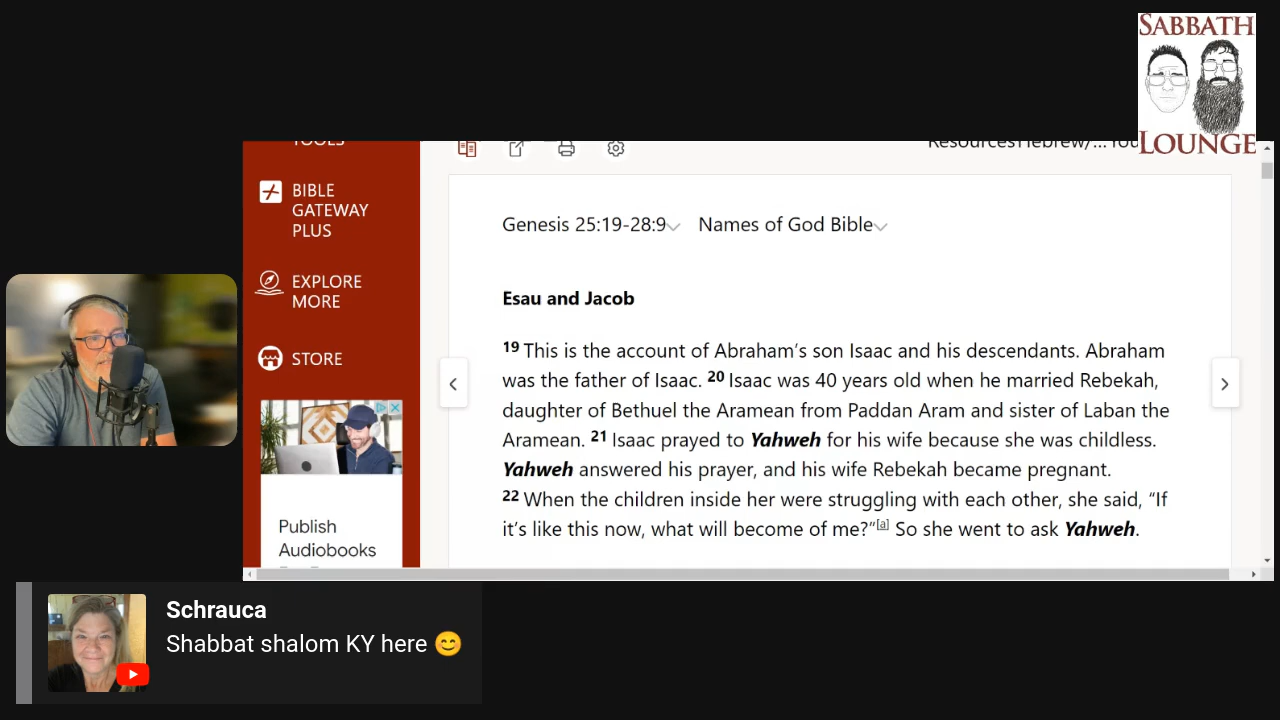 SABBATH
LOUNGE
TOOLS
BIBLE
GATEWAY
PLUS
EXPLORE
MORE
STORE
Publish
Audiobooks
Genesis 25:19-28:9 Names of God Bible
Esau and Jacob
19 This is the account of Abraham’s son Isaac and his descendants. Abraham
was the father of Isaac. 20 Isaac was 40 years old when he married Rebekah,
daughter of Bethuel the Aramean from Paddan Aram and sister of Laban the
Aramean. 21 Isaac prayed to Yahweh for his wife because she was childless.
Yahweh answered his prayer, and his wife Rebekah became pregnant.
22 When the children inside her were struggling with each other, she said, “If
it’s like this now, what will become of me?”[a] So she went to ask Yahweh.
Schrauca
Shabbat shalom KY here 😊